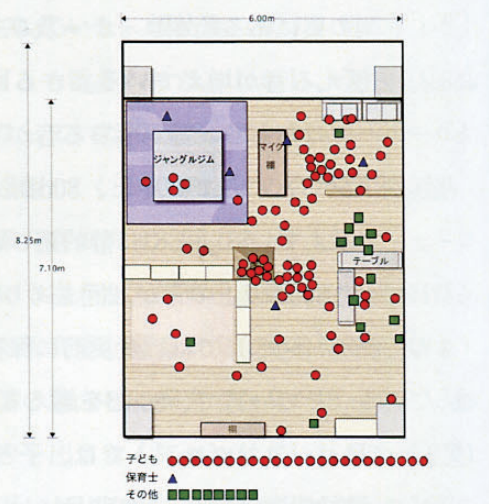 6.00m
ジャングルジム
マイク
棚
8.25m
7.10m
テーブル
棚
子ども
保育士
その他